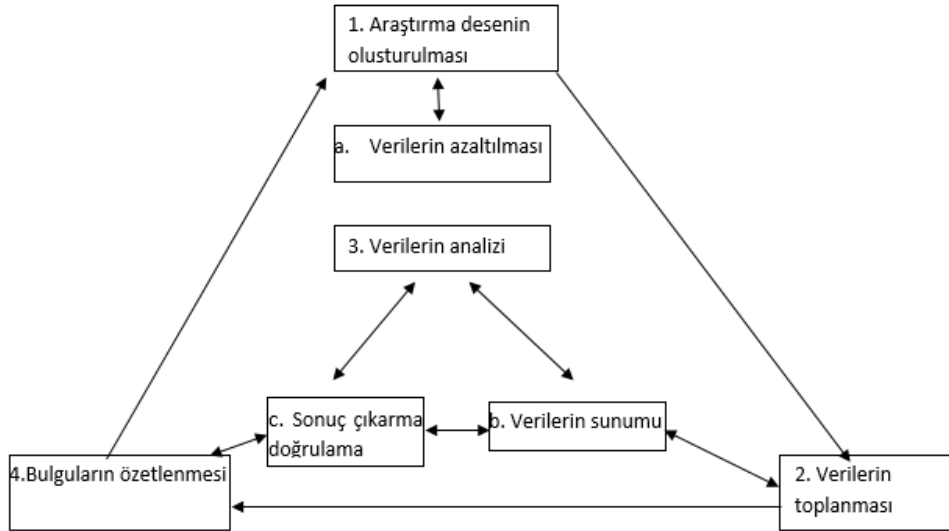 1. Araştırma desenin
olusturulması
a. Verilerin azaltılması
3. Verilerin analizi
c. Sonuç çıkarma
doğrulama
b. Verilerin sunumu
4.Bulguların özetlenmesi
2. Verilerin
toplanması